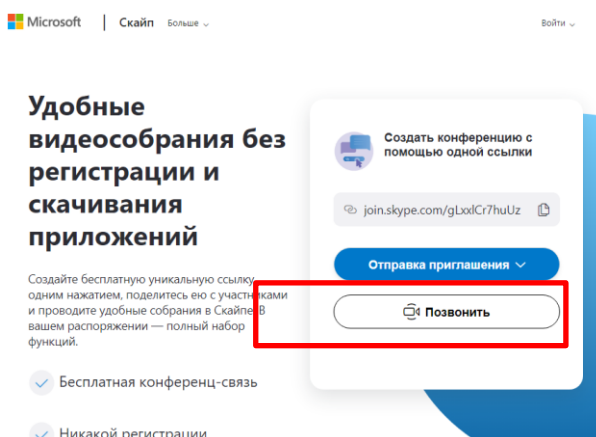 Microsoft | Скайп Больше Войти
Удобные
видеособрания без
регистрации и
скачивания
приложений
Создайте бесплатную уникальную ссылку
одним нажатием, поделитесь ею с участниками
и проводите удобные собрания в Скайпе. В
вашем распоряжении — полный набор
функций.
Бесплатная конференц-связь
Никакой регистрации
Создать конференцию с
помощью одной ссылки
join.skype.com/gLxxlCr7huUz
Отправка приглашения
Позвонить